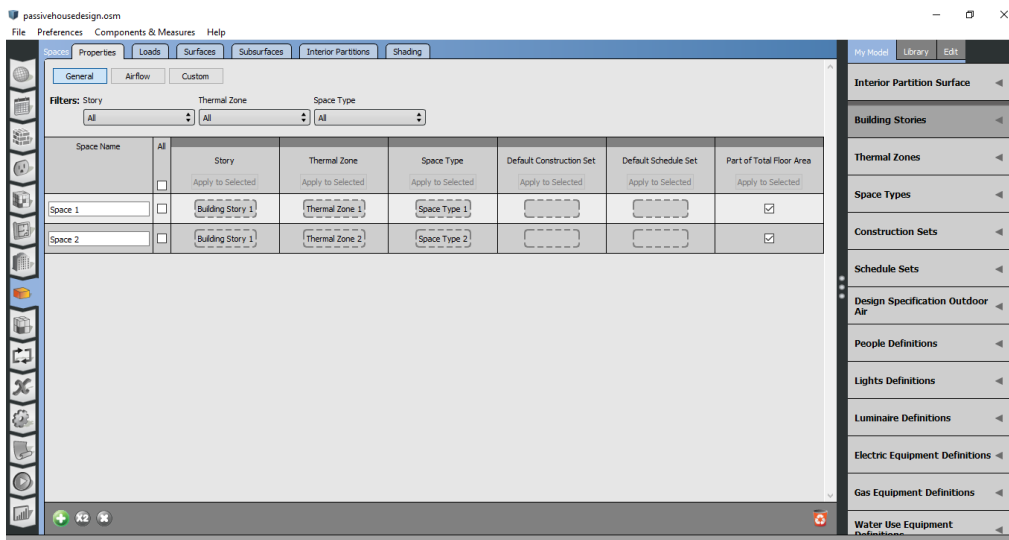 passivehousedesign.osm
File Preferences Components & Measures Help
Spaces Properties Loads Surfaces Subsurfaces Interior Partitions Shading
My Model Library Edit
General Airflow Custom
Filters: Story Thermal Zone Space Type
All All All
Space Name All Story Thermal Zone Space Type Default Construction Set Default Schedule Set Part of Total Floor Area
Apply to Selected Apply to Selected Apply to Selected Apply to Selected Apply to Selected Apply to Selected
Space 1 Building Story 1 Thermal Zone 1 Space Type 1
Space 2 Building Story 1 Thermal Zone 2 Space Type 2
X2
Interior Partition Surface
Building Stories
Thermal Zones
Space Types
Construction Sets
Schedule Sets
Design Specification Outdoor
Air
People Definitions
Lights Definitions
Luminaire Definitions
Electric Equipment Definitions
Gas Equipment Definitions
Water Use Equipment
Definitions